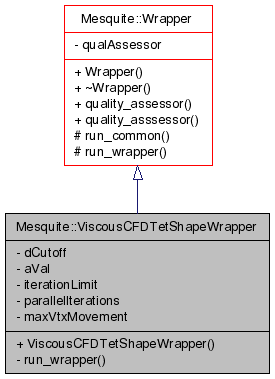 Mesquite::Wrapper
- qualAssessor
+ Wrapper()
+ ~Wrapper()
+ quality_assessor()
+ quality_asssessor()
# run_common()
# run_wrapper()
Mesquite::ViscousCFDTetShapeWrapper
- dCutoff
- aVal
- iterationLimit
- parallelIterations
- maxVtxMovement
+ ViscousCFDTetShapeWrapper()
- run_wrapper()